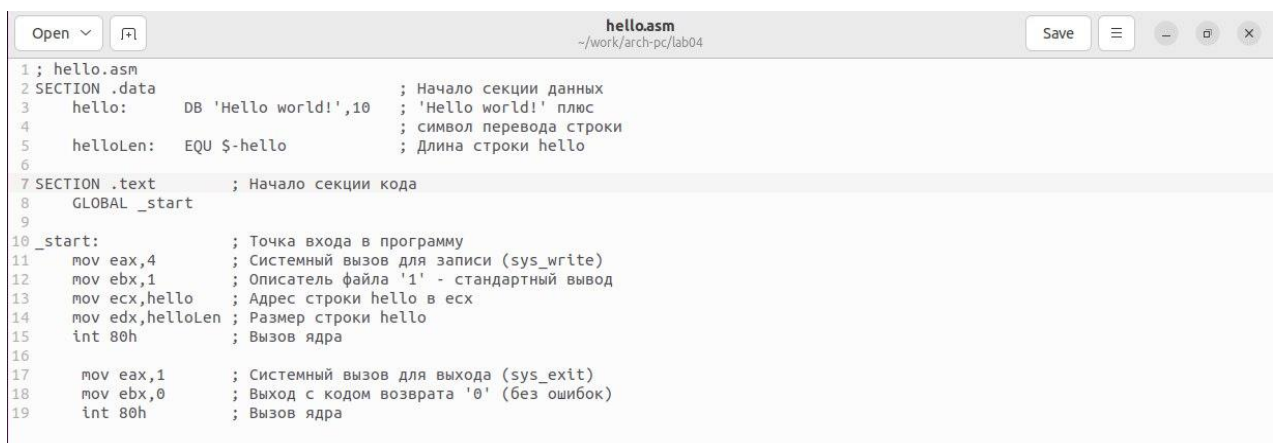 Open
hello.asm
~/work/arch-pc/lab04
Save
1 ; hello.asm
2 SECTION .data ; Начало секции данных
3 hello: DB 'Hello world!',10 ; 'Hello world!' плюс
4 ; символ перевода строки
5 helloLen: EQU $-hello ; Длина строки hello
6
7 SECTION .text ; Начало секции кода
8 GLOBAL _start
9
10 _start: ; Точка входа в программу
11 mov eax,4 ; Системный вызов для записи (sys_write)
12 mov ebx,1 ; Описатель файла '1' - стандартный вывод
13 mov ecx,hello ; Адрес строки hello в ecx
14 mov edx,helloLen ; Размер строки hello
15 int 80h ; Вызов ядра
16
17 mov eax,1 ; Системный вызов для выхода (sys_exit)
18 mov ebx,0 ; Выход с кодом возврата '0' (без ошибок)
19 int 80h ; Вызов ядра